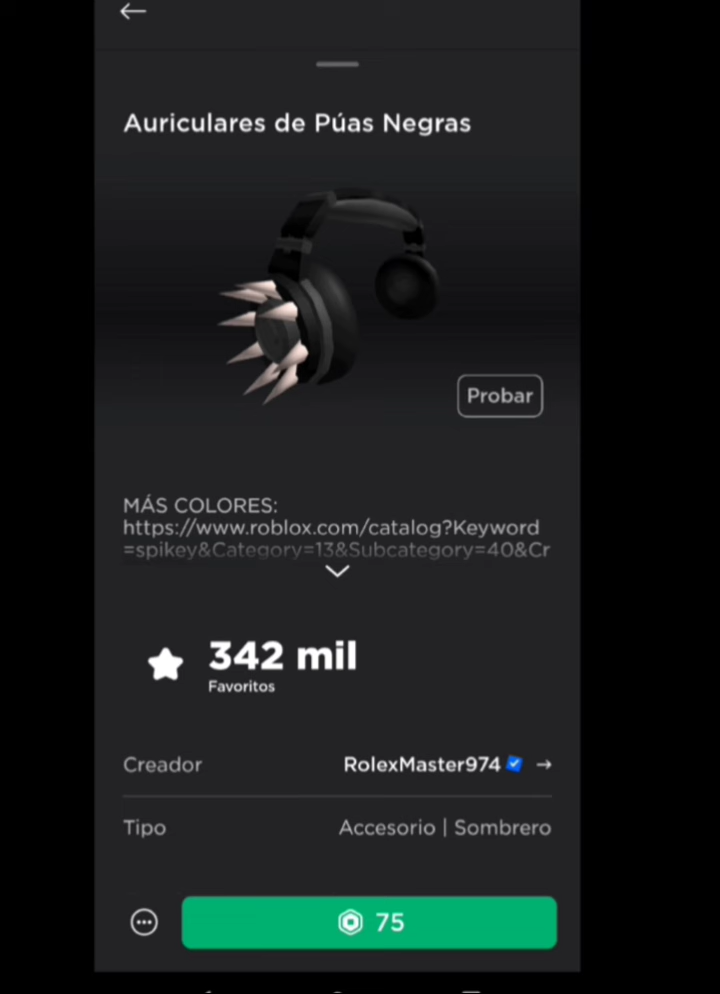 Auriculares de Púas Negras
Probar
MÁS COLORES:
https://www.roblox.com/catalog?Keyword
=spikey&Category=13&Subcategory=40&Cr
342 mil
Favoritos
Creador RolexMaster974
Tipo Accesorio | Sombrero
75